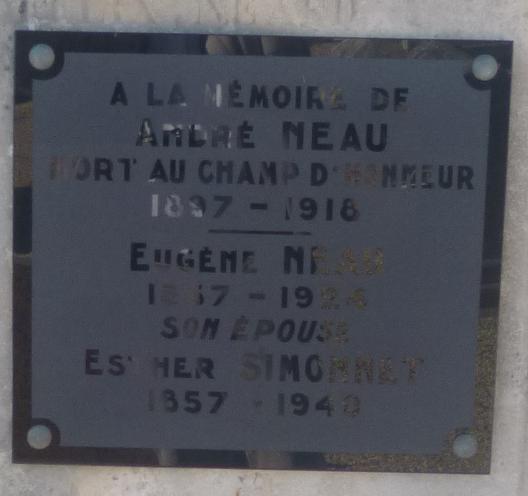 A LA MÉMOIRE DE
ANDRÉ NEAU
MORT AU CHAMP D'HONNEUR
1897 - 1918
EUGÈNE NEAU
- 1924
SON ÉPOUSE
ESTHER SIMONNET
1857 - 1940